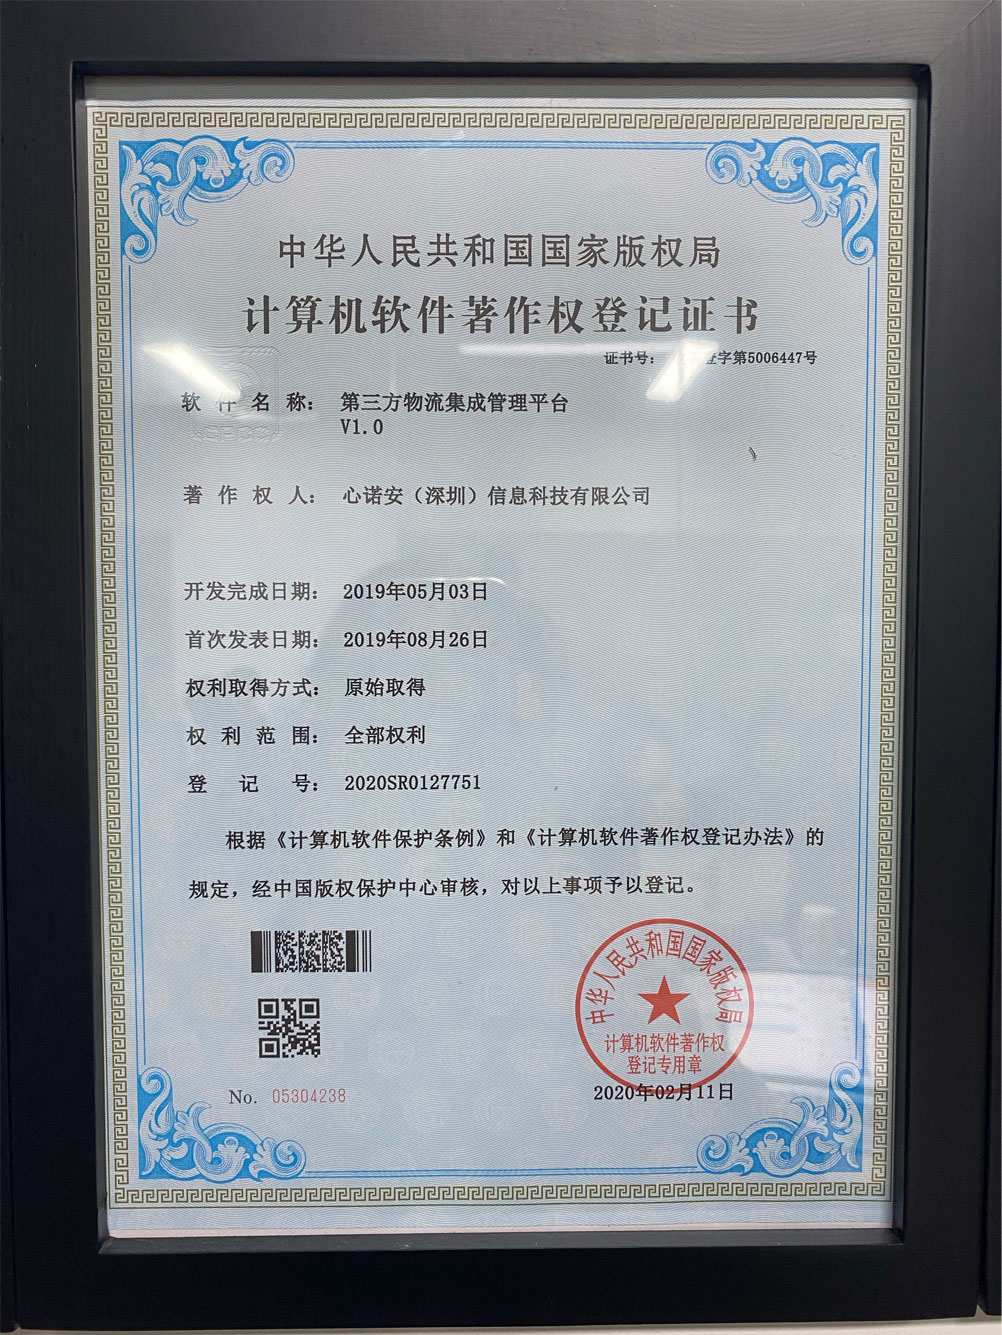 中华人民共和国国家版权局
计算机软件著作权登记证书
证书号： 登字第5006447号
软件名称： 第三方物流集成管理平台
V1.0
著作权人： 心诺安（深圳）信息科技有限公司
开发完成日期： 2019年05月03日
首次发表日期： 2019年08月26日
权利取得方式： 原始取得
权利范围： 全部权利
登记号： 2020SR0127751
根据《计算机软件保护条例》和《计算机软件著作权登记办法》的
规定，经中国版权保护中心审核，对以上事项予以登记。
中华人民共和国国家版权局
计算机软件著作权
登记专用章
No. 05304238
2020年02月11日